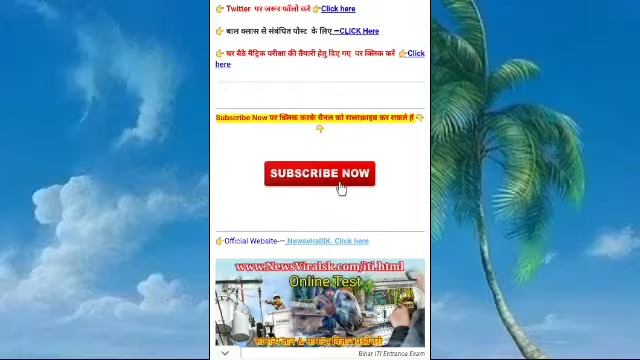 👉 Twitter पर जरूर फॉलो करें 👉Click here
👉 बाल क्लास से संबंधित पोस्ट के लिए —CLICK Here
👉 घर बैठे मैट्रिक परीक्षा की तैयारी हेतु दिए गए पर क्लिक करें 👉Click
here
Subscribe Now पर क्लिक करके चैनल को सब्सक्राइब कर सकते हैं 👇
👇
SUBSCRIBE NOW
👉Official Website-— NewsviralSK. Click here
www.NewsViralsk.com/iti.html
Online Test
Bihar ITI Entrance Exam